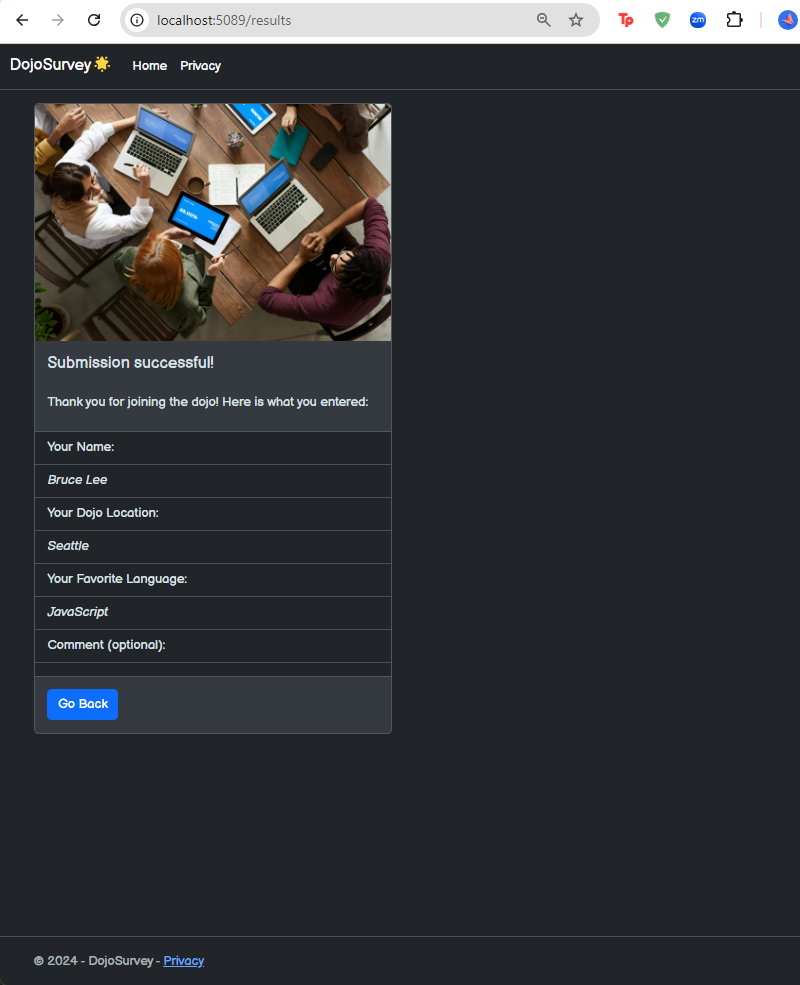 localhost:5089/results
Tp
zm
DojoSurvey🌟 Home Privacy
Submission successful!
Thank you for joining the dojo! Here is what you entered:
Your Name:
Bruce Lee
Your Dojo Location:
Seattle
Your Favorite Language:
JavaScript
Comment (optional):
Go Back
© 2024 - DojoSurvey - Privacy